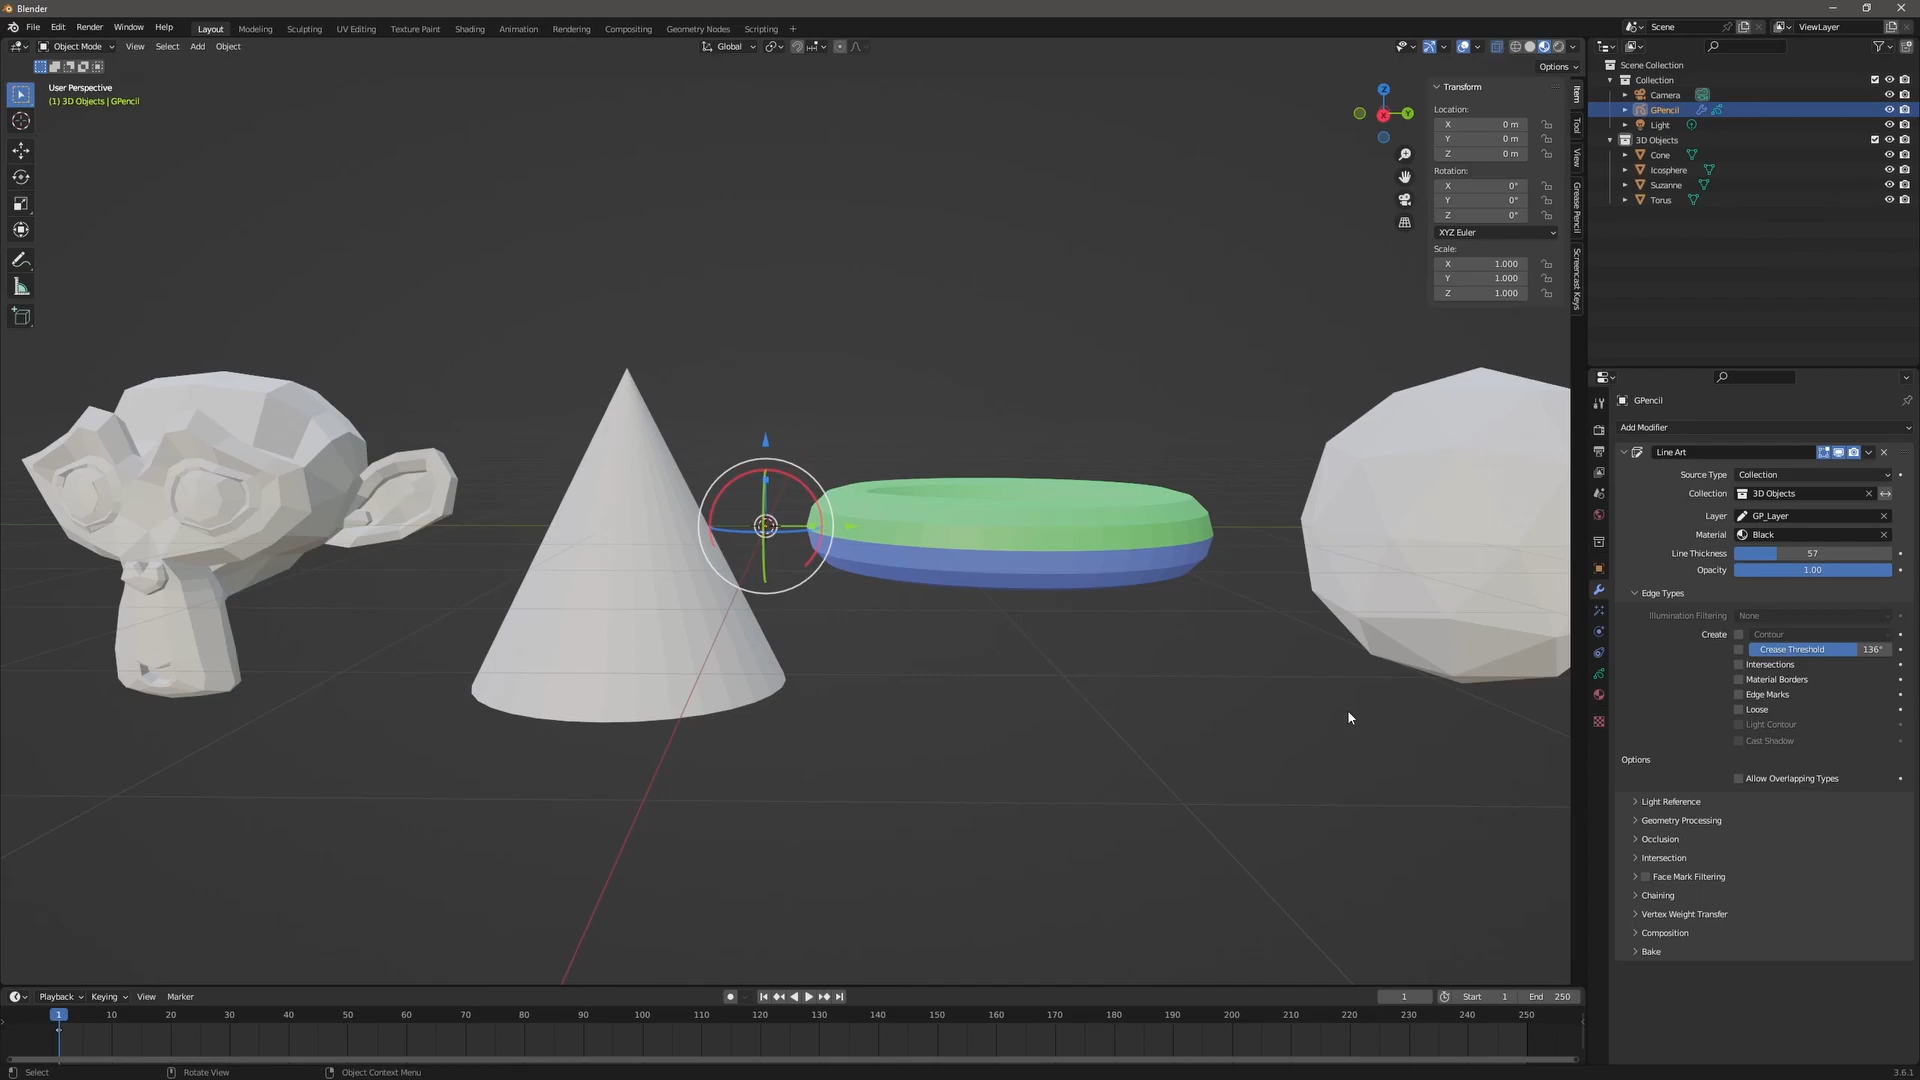 Blender
File Edit Render Window Help Layout Modeling Sculpting UV Editing Texture Paint Shading Animation Rendering Compositing Geometry Nodes Scripting + Scene ViewLayer
Object Mode View Select Add Object Global
Options
User Perspective
(1) 3D Objects | GPencil
Z
Y
X
Transform
Location:
X 0 m
Y 0 m
Z 0 m
Rotation:
X 0°
Y 0°
Z 0°
XYZ Euler
Scale:
X 1.000
Y 1.000
Z 1.000
Item
Tool
View
Grease Pencil
Screencast Keys
Scene Collection
Collection
Camera
GPencil
Light
3D Objects
Cone
Icosphere
Suzanne
Torus
GPencil
Add Modifier
Line Art
Source Type Collection
Collection 3D Objects
Layer GP_Layer
Material Black
Line Thickness 57
Opacity 1.00
Edge Types
Illumination Filtering None
Create Contour
Crease Threshold 136°
Intersections
Material Borders
Edge Marks
Loose
Light Contour
Cast Shadow
Options
Allow Overlapping Types
Light Reference
Geometry Processing
Occlusion
Intersection
Face Mark Filtering
Chaining
Vertex Weight Transfer
Composition
Bake
Playback Keying View Marker 1 Start 1 End 250
1 10 20 30 40 50 60 70 80 90 100 110 120 130 140 150 160 170 180 190 200 210 220 230 240 250
Select Rotate View Object Context Menu 3.6.1